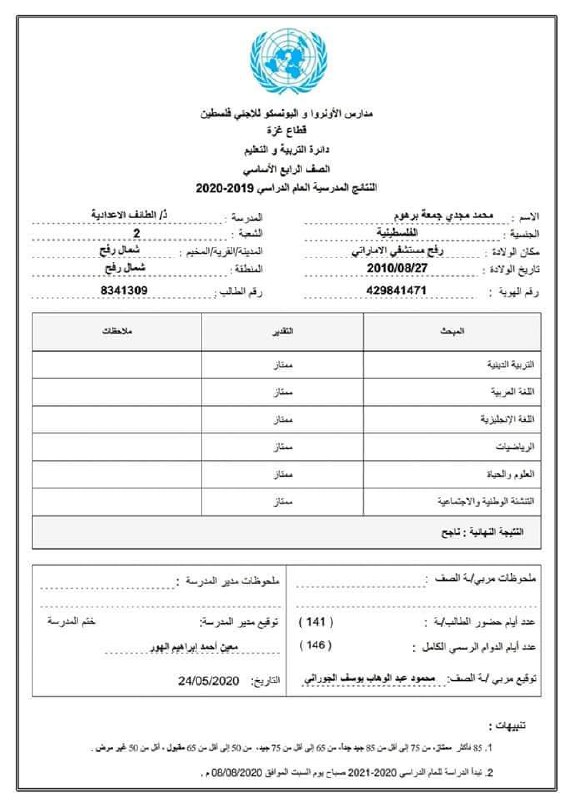 مدارس الأونروا و اليونسكو للاجئي فلسطين
قطاع غزة
دائرة التربية و التعليم
الصف الرابع الأساسي
النتائج المدرسية العام الدراسي 2019-2020
الاسم : محمد مجدي جمعة برهوم
المدرسة : ذ/ الطائف الاعدادية
الجنسية : الفلسطينية
الشعبة : 2
مكان الولادة : رفح مستشفي الاماراتي
المدينة/القرية/المخيم : شمال رفح
تاريخ الولادة : 2010/08/27
المنطقة : شمال رفح
رقم الهوية : 429841471
رقم الطالب : 8341309
المبحث التقدير ملاحظات
التربية الدينية ممتاز
اللغة العربية ممتاز
اللغة الإنجليزية ممتاز
الرياضيات ممتاز
العلوم والحياة ممتاز
التنشئة الوطنية والاجتماعية ممتاز
النتيجة النهائية : ناجح
ملحوظات مربي/ـة الصف :
عدد أيام حضور الطالب/ـة : ( 141 )
عدد أيام الدوام الرسمي الكامل : ( 146 )
توقيع مربي /ـة الصف: محمود عبد الوهاب يوسف الجوراني
ملحوظات مدير المدرسة :
توقيع مدير المدرسة: ختم المدرسة
معين أحمد إبراهيم الهور
التاريخ: 24/05/2020
تنبيهات :
1. 85 فأكثر ممتاز، من 75 إلى أقل من 85 جيد جداً، من 65 إلى أقل من 75 جيد، من 50 إلى أقل من 65 مقبول ، أقل من 50 غير مرض .
2. تبدأ الدراسة للعام الدراسي 2020-2021 صباح يوم السبت الموافق 08/08/2020 م .